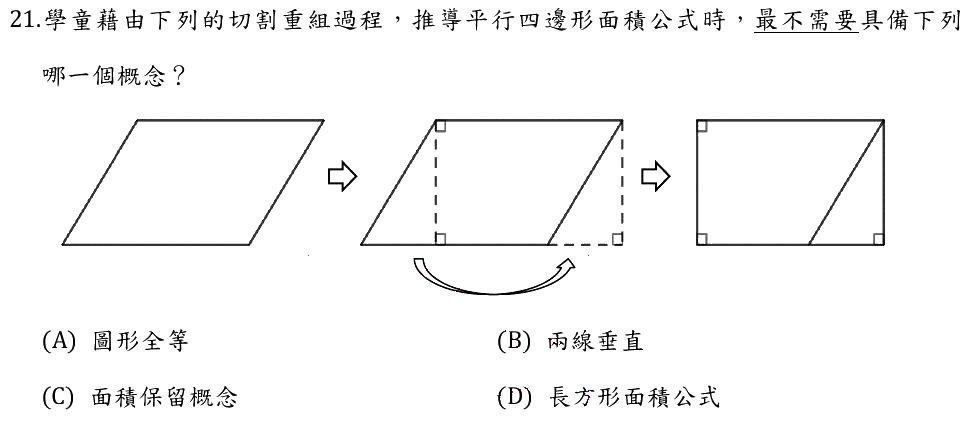 21.學童藉由下列的切割重組過程，推導平行四邊形面積公式時，最不需要具備下列
哪一個概念？
(A) 圖形全等
(B) 兩線垂直
(C) 面積保留概念
(D) 長方形面積公式